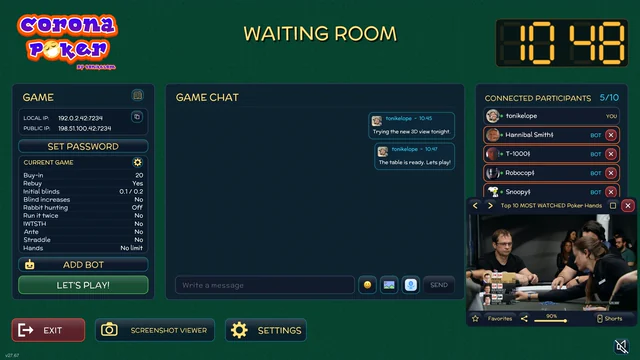 corona
poker
BY TONIKELOPE
WAITING ROOM
10 48
GAME
LOCAL IP: 192.0.2.42:7234
PUBLIC IP: 198.51.100.42:7234
SET PASSWORD
CURRENT GAME
Buy-in 20
Rebuy Yes
Initial blinds 0.1 / 0.2
Blind increases No
Rabbit hunting Off
Run it twice No
IWTSTH No
Ante No
Straddle No
Hands No limit
ADD BOT
LET'S PLAY!
GAME CHAT
tonikelope - 10:45
Trying the new 3D view tonight.
tonikelope - 10:47
The table is ready. Lets play!
Write a message
SEND
CONNECTED PARTICIPANTS 5/10
tonikelope YOU
Hannibal Smith$ BOT
T-1000$ BOT
Robocop$ BOT
Snoopy$ BOT
Top 10 MOST WATCHED Poker Hands
Favorites 90% Shorts
EXIT
SCREENSHOT VIEWER
SETTINGS